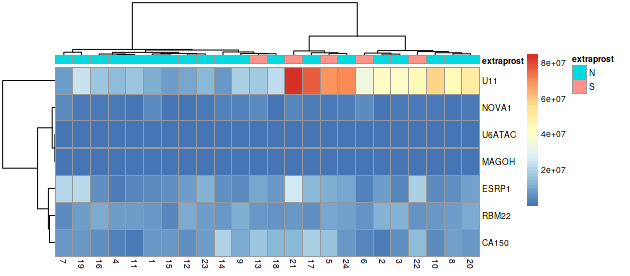 extraprost
U11
NOVA1
U6ATAC
MAGOH
ESRP1
RBM22
CA150
7 19 16 4 11 1 15 12 23 14 9 13 18 21 17 5 24 6 2 3 22 10 8 20
8e+07
6e+07
4e+07
2e+07
extraprost
N
S